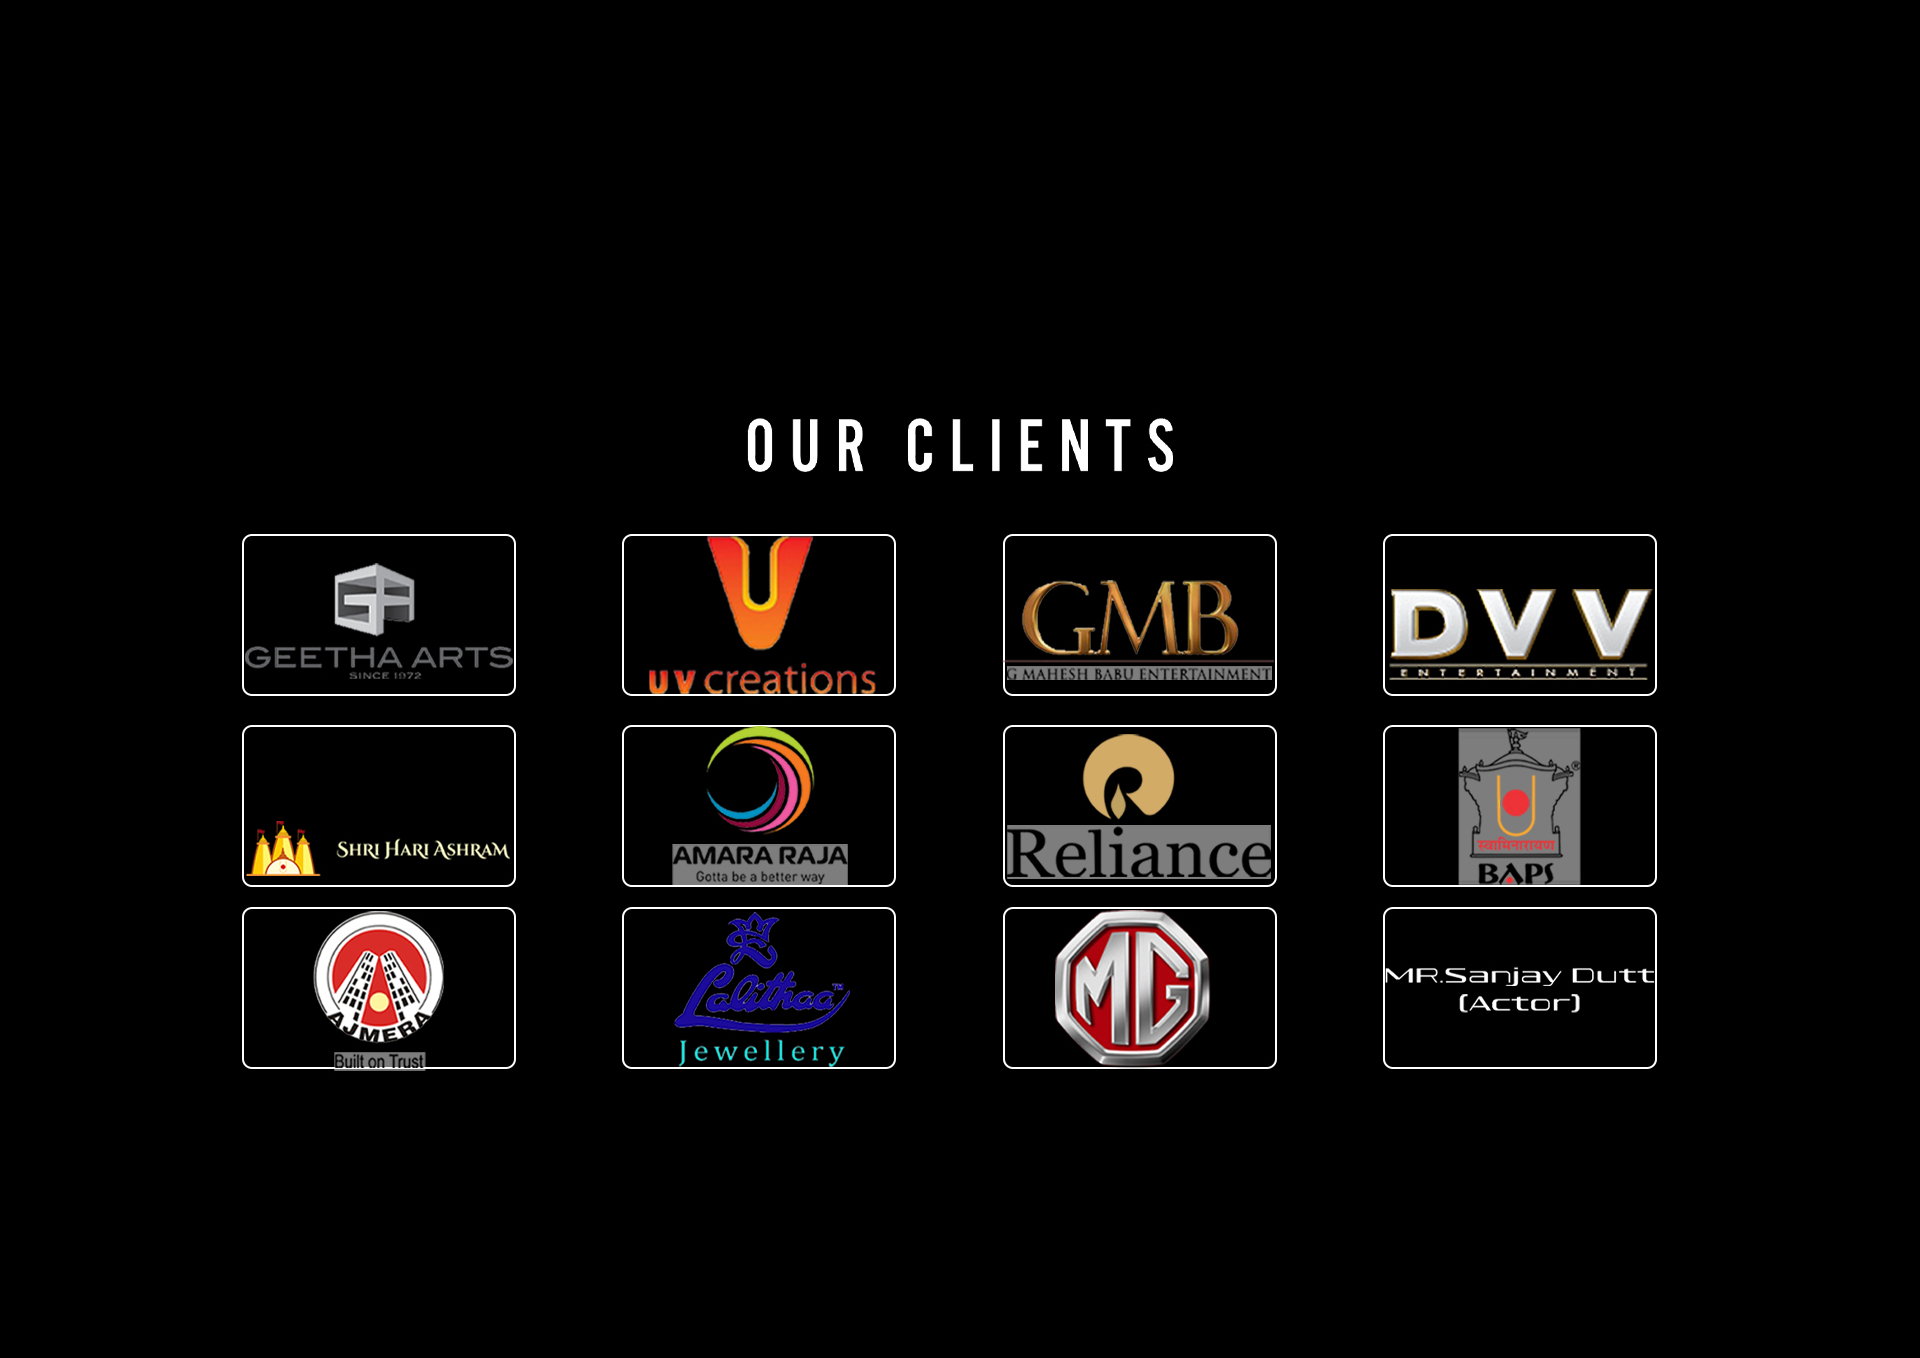 OUR CLIENTS
GEETHA ARTS
SINCE 1972
uv creations
GMB
G MAHESH BABU ENTERTAINMENT
DVV
ENTERTAINMENT
SHRI HARI ASHRAM
AMARA RAJA
Gotta be a better way
Reliance
®
स्वामिनारायण
BAPS
AJMERA
Built on Trust
Lalithaa™
Jewellery
MG
MR.Sanjay Dutt
(Actor)